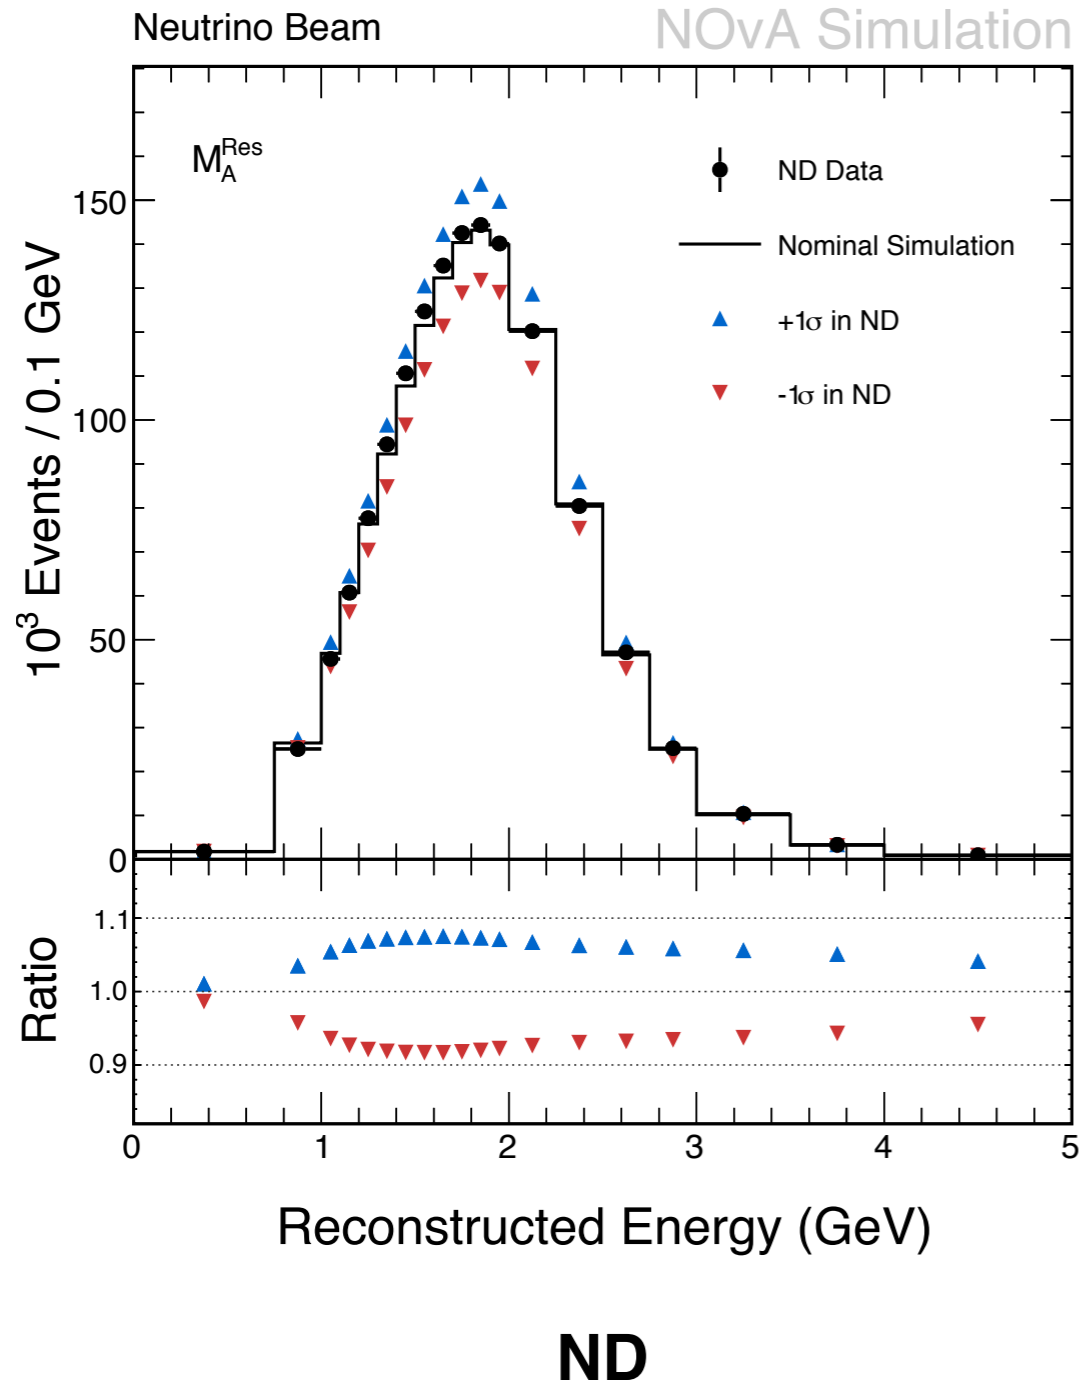 Neutrino Beam
NOvA Simulation
M_A^Res
ND Data
Nominal Simulation
+1σ in ND
-1σ in ND
10³ Events / 0.1 GeV
150
100
50
0
Ratio
1.1
1.0
0.9
0 1 2 3 4 5
Reconstructed Energy (GeV)
ND